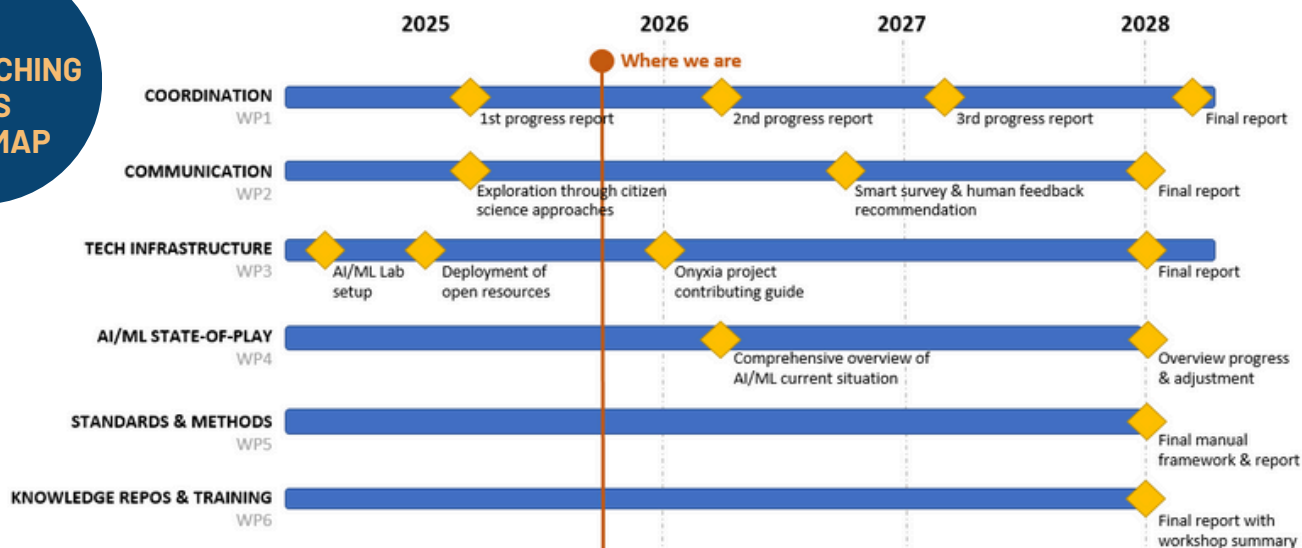 2025 2026 2027 2028
CHING
S
MAP
Where we are
COORDINATION
WP1
1st progress report
2nd progress report
3rd progress report
Final report
COMMUNICATION
WP2
Exploration through citizen
science approaches
Smart survey & human feedback
recommendation
Final report
TECH INFRASTRUCTURE
WP3
AI/ML Lab
setup
Deployment of
open resources
Onyxia project
contributing guide
Final report
AI/ML STATE-OF-PLAY
WP4
Comprehensive overview of
AI/ML current situation
Overview progress
& adjustment
STANDARDS & METHODS
WP5
Final manual
framework & report
KNOWLEDGE REPOS & TRAINING
WP6
Final report with
workshop summary